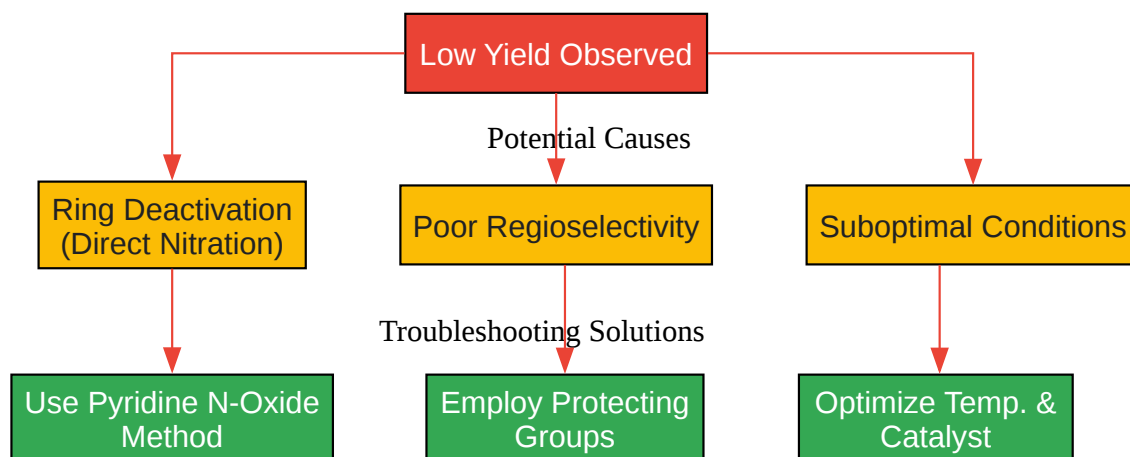 Low Yield Observed
Potential Causes
Ring Deactivation
(Direct Nitration)
Poor Regioselectivity
Suboptimal Conditions
Troubleshooting Solutions
Use Pyridine N-Oxide
Method
Employ Protecting
Groups
Optimize Temp. &
Catalyst